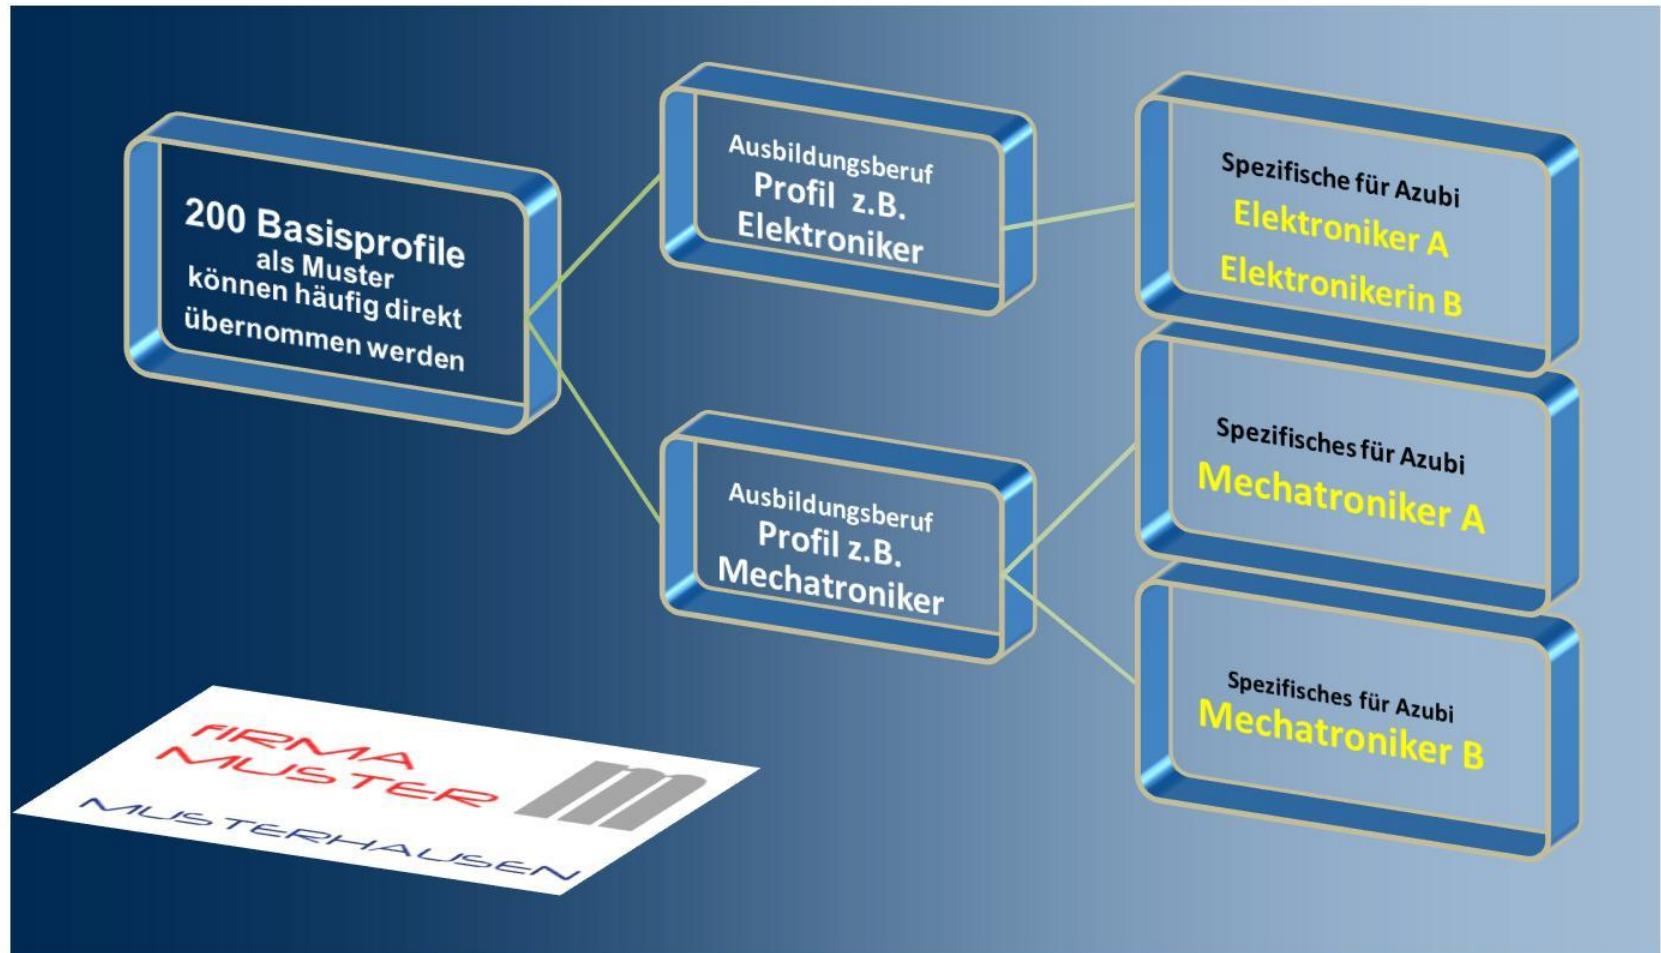 200 Basisprofile
als Muster
können häufig direkt
übernommen werden
Ausbildungsberuf
Profil z.B.
Elektroniker
Ausbildungsberuf
Profil z.B.
Mechatroniker
Spezifische für Azubi
Elektroniker A
Elektronikerin B
Spezifisches für Azubi
Mechatroniker A
Spezifisches für Azubi
Mechatroniker B
FIRMA
MUSTER
m
MUSTERHAUSEN